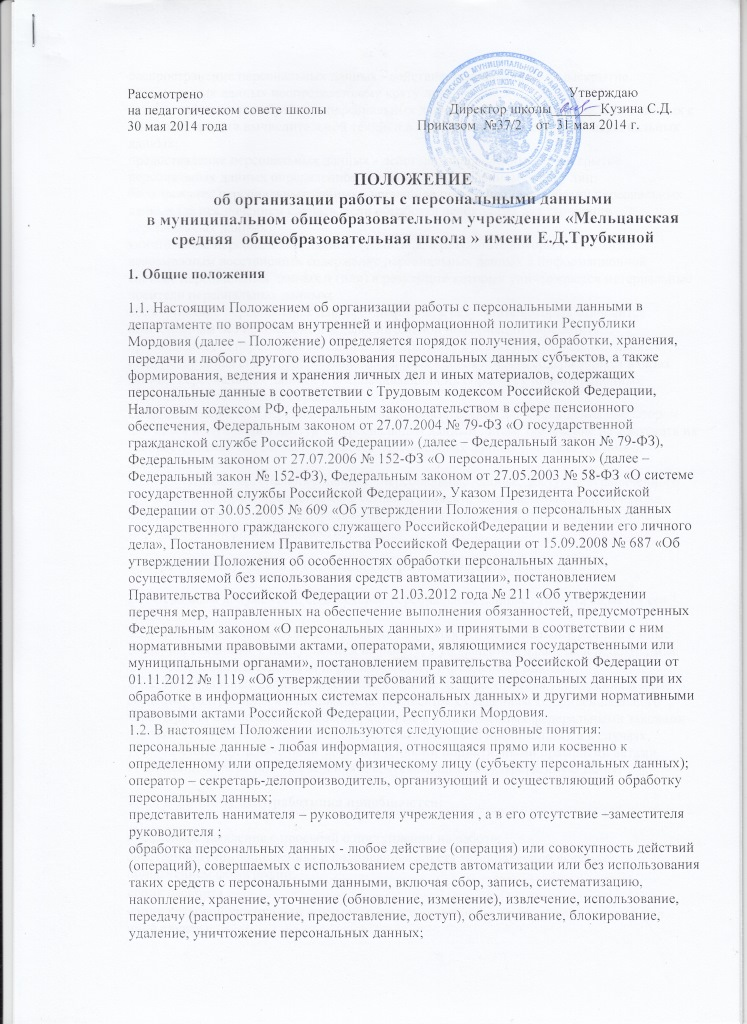 Рассмотрено Утверждаю
на педагогическом совете школы Директор школы Кузина С.Д.
30 мая 2014 года Приказом №37/2 от 31 мая 2014 г.
ПОЛОЖЕНИЕ
об организации работы с персональными данными
в муниципальном общеобразовательном учреждении «Мельцанская
средняя общеобразовательная школа » имени Е.Д.Трубкиной
1. Общие положения
1.1. Настоящим Положением об организации работы с персональными данными в
департаменте по вопросам внутренней и информационной политики Республики
Мордовия (далее – Положение) определяется порядок получения, обработки, хранения,
передачи и любого другого использования персональных данных субъектов, а также
формирования, ведения и хранения личных дел и иных материалов, содержащих
персональные данные в соответствии с Трудовым кодексом Российской Федерации,
Налоговым кодексом РФ, федеральным законодательством в сфере пенсионного
обеспечения, Федеральным законом от 27.07.2004 № 79-ФЗ «О государственной
гражданской службе Российской Федерации» (далее – Федеральный закон № 79-ФЗ),
Федеральным законом от 27.07.2006 № 152-ФЗ «О персональных данных» (далее –
Федеральный закон № 152-ФЗ), Федеральным законом от 27.05.2003 № 58-ФЗ «О системе
государственной службы Российской Федерации», Указом Президента Российской
Федерации от 30.05.2005 № 609 «Об утверждении Положения о персональных данных
государственного гражданского служащего РоссийскойФедерации и ведении его личного
дела», Постановлением Правительства Российской Федерации от 15.09.2008 № 687 «Об
утверждении Положения об особенностях обработки персональных данных,
осуществляемой без использования средств автоматизации», постановлением
Правительства Российской Федерации от 21.03.2012 года № 211 «Об утверждении
перечня мер, направленных на обеспечение выполнения обязанностей, предусмотренных
Федеральным законом «О персональных данных» и принятыми в соответствии с ним
нормативными правовыми актами, операторами, являющимися государственными или
муниципальными органами», постановлением правительства Российской Федерации от
01.11.2012 № 1119 «Об утверждении требований к защите персональных данных при их
обработке в информационных системах персональных данных» и другими нормативными
правовыми актами Российской Федерации, Республики Мордовия.
1.2. В настоящем Положении используются следующие основные понятия:
персональные данные - любая информация, относящаяся прямо или косвенно к
определенному или определяемому физическому лицу (субъекту персональных данных);
оператор – секретарь-делопроизводитель, организующий и осуществляющий обработку
персональных данных;
представитель нанимателя – руководителя учреждения , а в его отсутствие –заместителя
руководителя ;
обработка персональных данных - любое действие (операция) или совокупность действий
(операций), совершаемых с использованием средств автоматизации или без использования
таких средств с персональными данными, включая сбор, запись, систематизацию,
накопление, хранение, уточнение (обновление, изменение), извлечение, использование,
передачу (распространение, предоставление, доступ), обезличивание, блокирование,
удаление, уничтожение персональных данных;